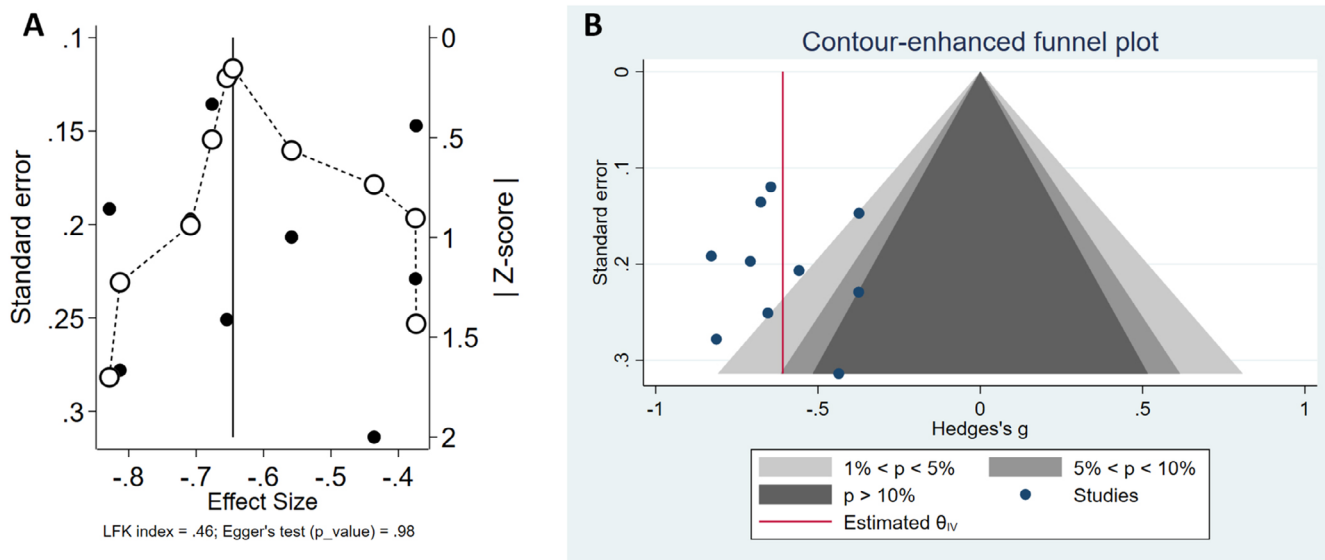 A
.1
.15
.2
.25
.3
Standard error
0
.5
1
1.5
2
| Z-score |
-.8 -.7 -.6 -.5 -.4
Effect Size
LFK index = .46; Egger's test (p_value) = .98
B
Contour-enhanced funnel plot
0
.1
.2
.3
Standard error
-1 -.5 0 .5 1
Hedges's g
1% < p < 5% 5% < p < 10%
p > 10% Studies
Estimated θIV